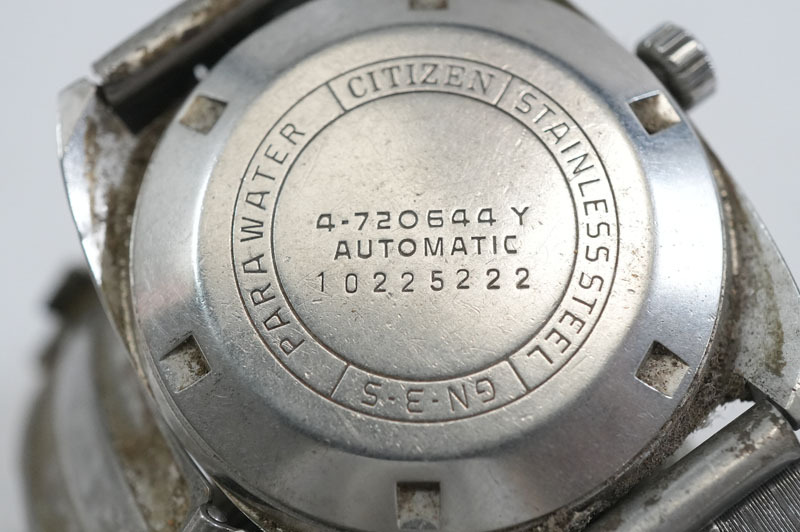 CITIZEN
STAINLESS STEEL
GN-3-S
PARAWATER
4-720644 Y
AUTOMATIC
10225222